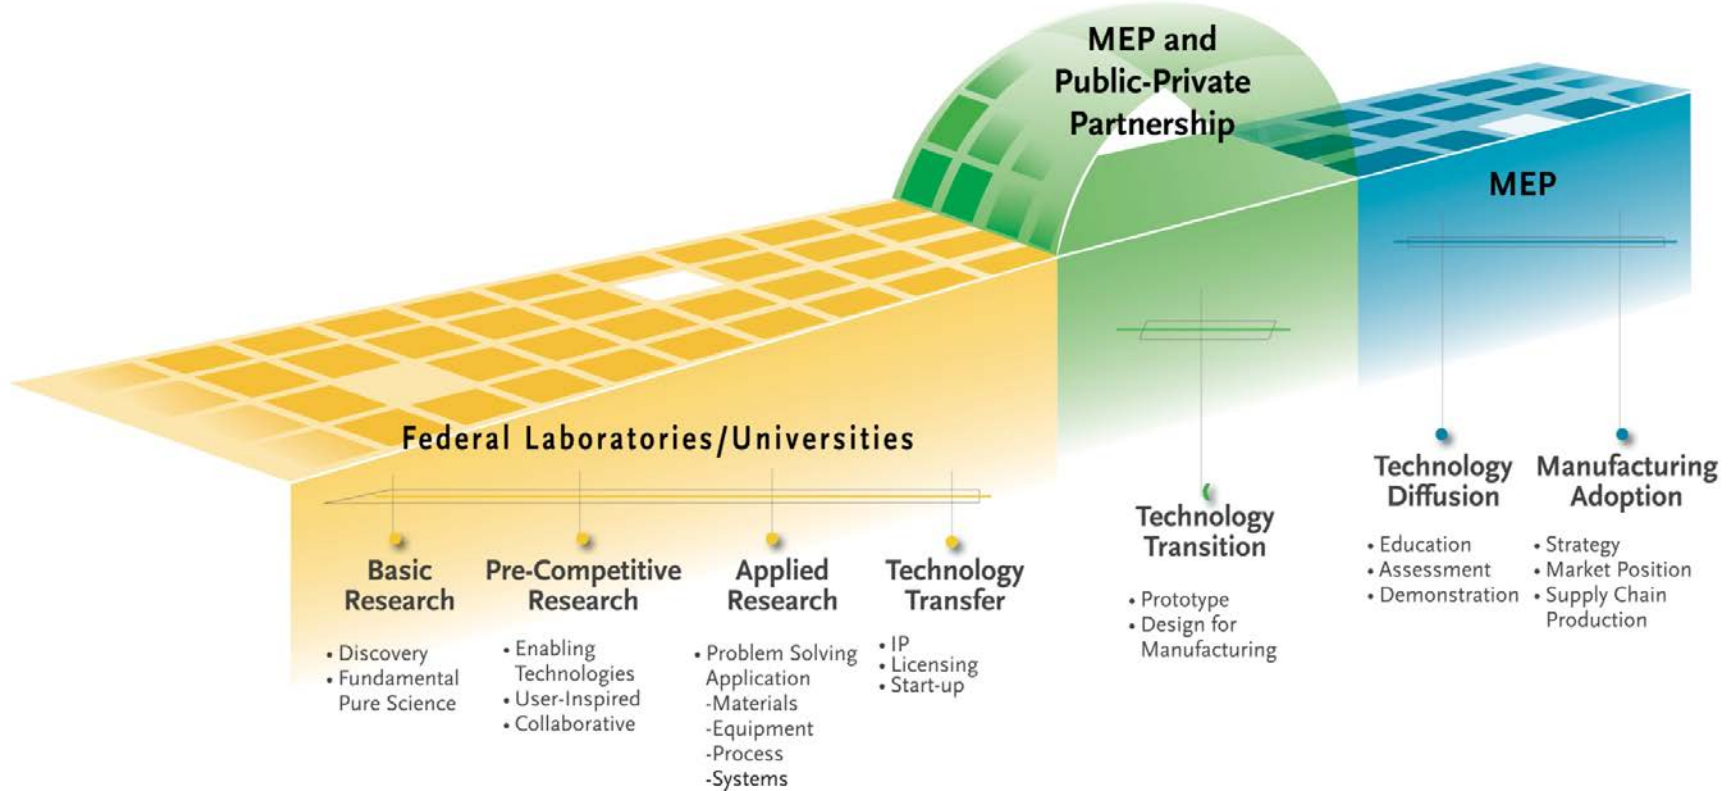 MEP and
Public-Private
Partnership
MEP
Federal Laboratories/Universities
Basic
Research
• Discovery
• Fundamental
Pure Science
Pre-Competitive
Research
• Enabling
Technologies
• User-Inspired
• Collaborative
Applied
Research
• Problem Solving
Application
-Materials
-Equipment
-Process
-Systems
Technology
Transfer
• IP
• Licensing
• Start-up
Technology
Transition
• Prototype
• Design for
Manufacturing
Technology
Diffusion
• Education
• Assessment
• Demonstration
Manufacturing
Adoption
• Strategy
• Market Position
• Supply Chain
Production